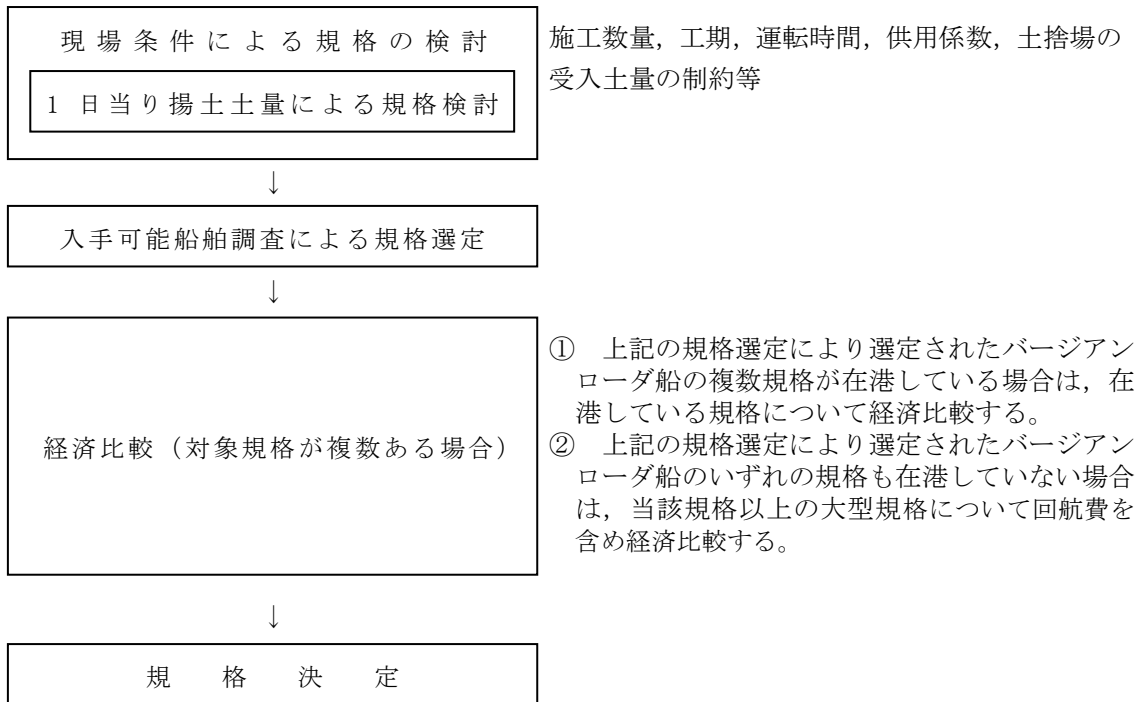 現場条件による規格の検討
施工数量，工期，運転時間，供用係数，土捨場の
受入土量の制約等
1日当り揚土土量による規格検討
↓
入手可能船舶調査による規格選定
↓
経済比較（対象規格が複数ある場合）
①　上記の規格選定により選定されたバージアン
ローダ船の複数規格が在港している場合は，在
港している規格について経済比較する。
②　上記の規格選定により選定されたバージアン
ローダ船のいずれの規格も在港していない場合
は，当該規格以上の大型規格について回航費を
含め経済比較する。
↓
規格決定